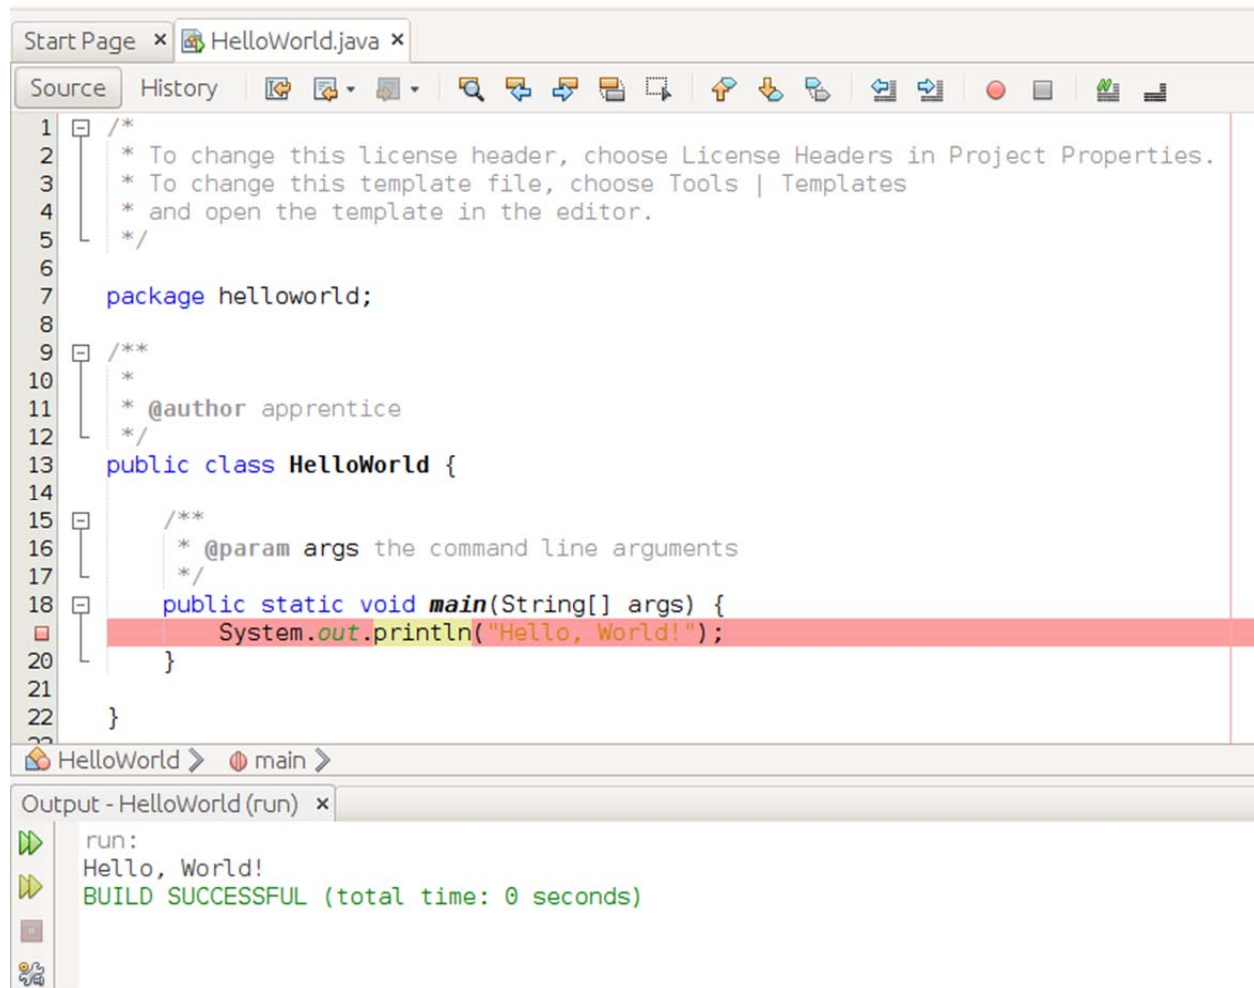 Start Page
HelloWorld.java
Source History
1 /*
2 * To change this license header, choose License Headers in Project Properties.
3 * To change this template file, choose Tools | Templates
4 * and open the template in the editor.
5 */
6
7 package helloworld;
8
9 /**
10 *
11 * @author apprentice
12 */
13 public class HelloWorld {
14
15 /**
16 * @param args the command line arguments
17 */
18 public static void main(String[] args) {
System.out.println("Hello, World!");
20 }
21
22 }
HelloWorld main
Output - HelloWorld (run)
run:
Hello, World!
BUILD SUCCESSFUL (total time: 0 seconds)